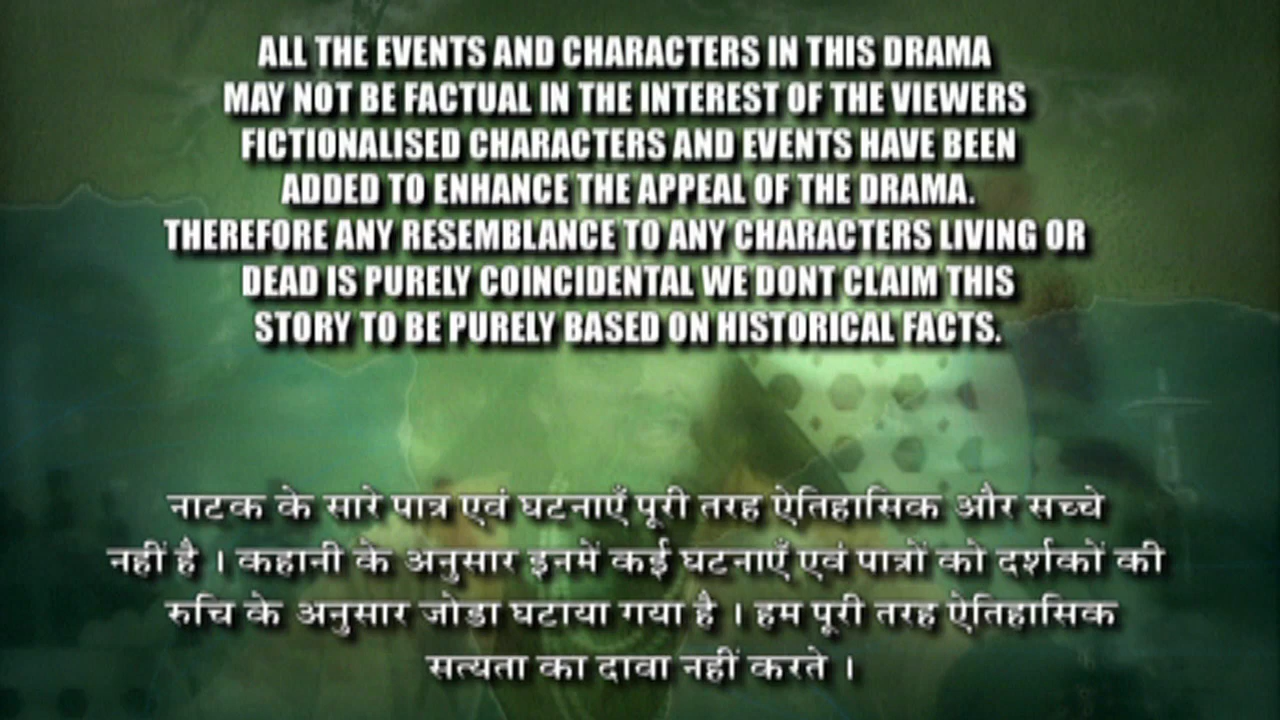 ALL THE EVENTS AND CHARACTERS IN THIS DRAMA
MAY NOT BE FACTUAL IN THE INTEREST OF THE VIEWERS
FICTIONALISED CHARACTERS AND EVENTS HAVE BEEN
ADDED TO ENHANCE THE APPEAL OF THE DRAMA.
THEREFORE ANY RESEMBLANCE TO ANY CHARACTERS LIVING OR
DEAD IS PURELY COINCIDENTAL WE DONT CLAIM THIS
STORY TO BE PURELY BASED ON HISTORICAL FACTS.
नाटक के सारे पात्र एवं घटनाएँ पूरी तरह ऐतिहासिक और सच्चे
नहीं है । कहानी के अनुसार इनमें कई घटनाएँ एवं पात्रों को दर्शकों की
रुचि के अनुसार जोडा घटाया गया है । हम पूरी तरह ऐतिहासिक
सत्यता का दावा नहीं करते ।